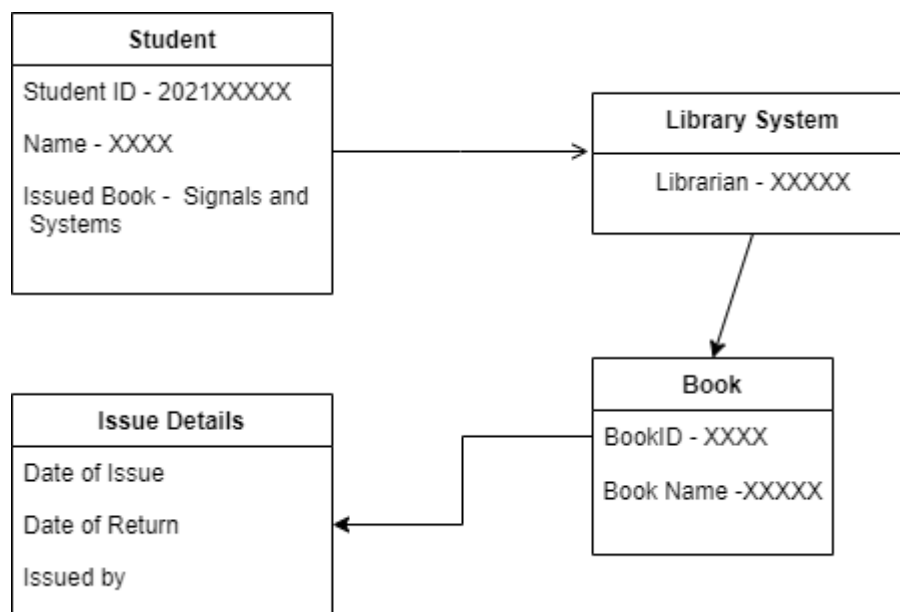 Student
Student ID - 2021XXXXX
Name - XXXX
Issued Book -  Signals and
Systems
Library System
Librarian - XXXXX
Book
BookID - XXXX
Book Name -XXXXX
Issue Details
Date of Issue
Date of Return
Issued by